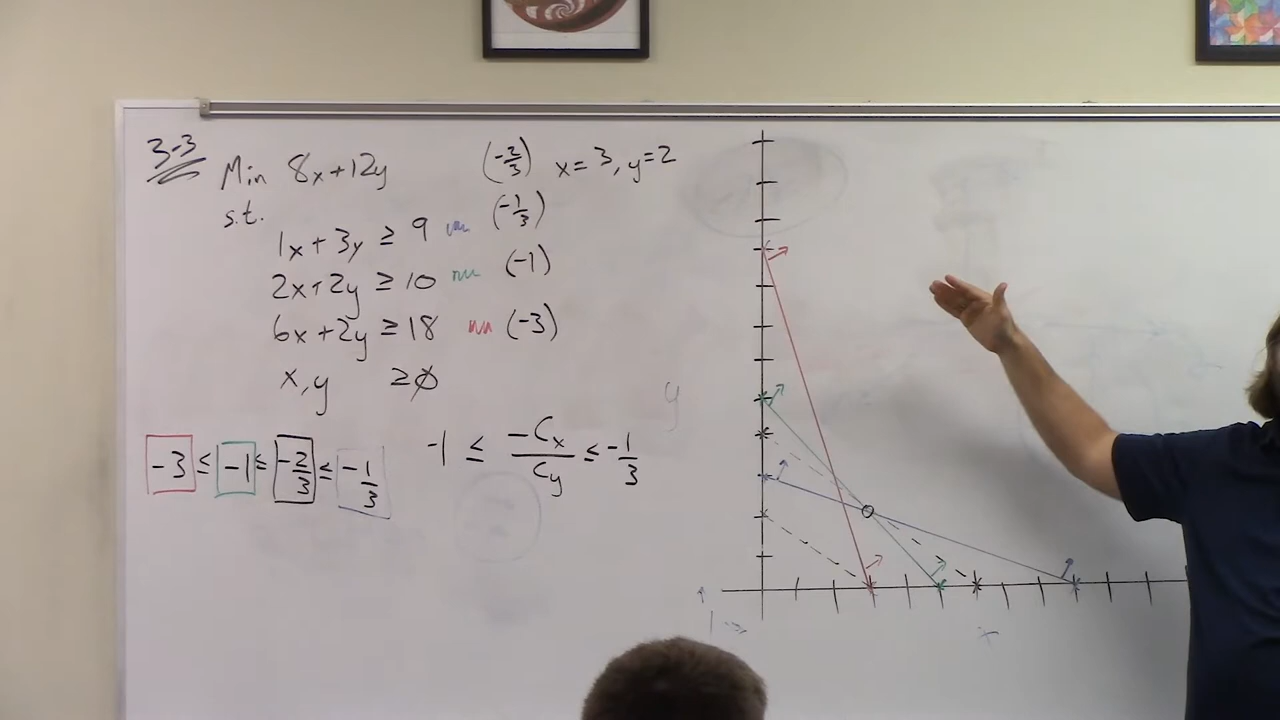 3-3
Min 8x+12y (-2/3) x=3, y=2
s.t.
1x+3y ≥ 9 (-1/3)
2x+2y ≥ 10 (-1)
6x+2y ≥ 18 (-3)
x,y ≥ ∅
-3 ≤ -1 ≤ -2/3 ≤ -1/3
-1 ≤ -Cx/Cy ≤ -1/3
y
x